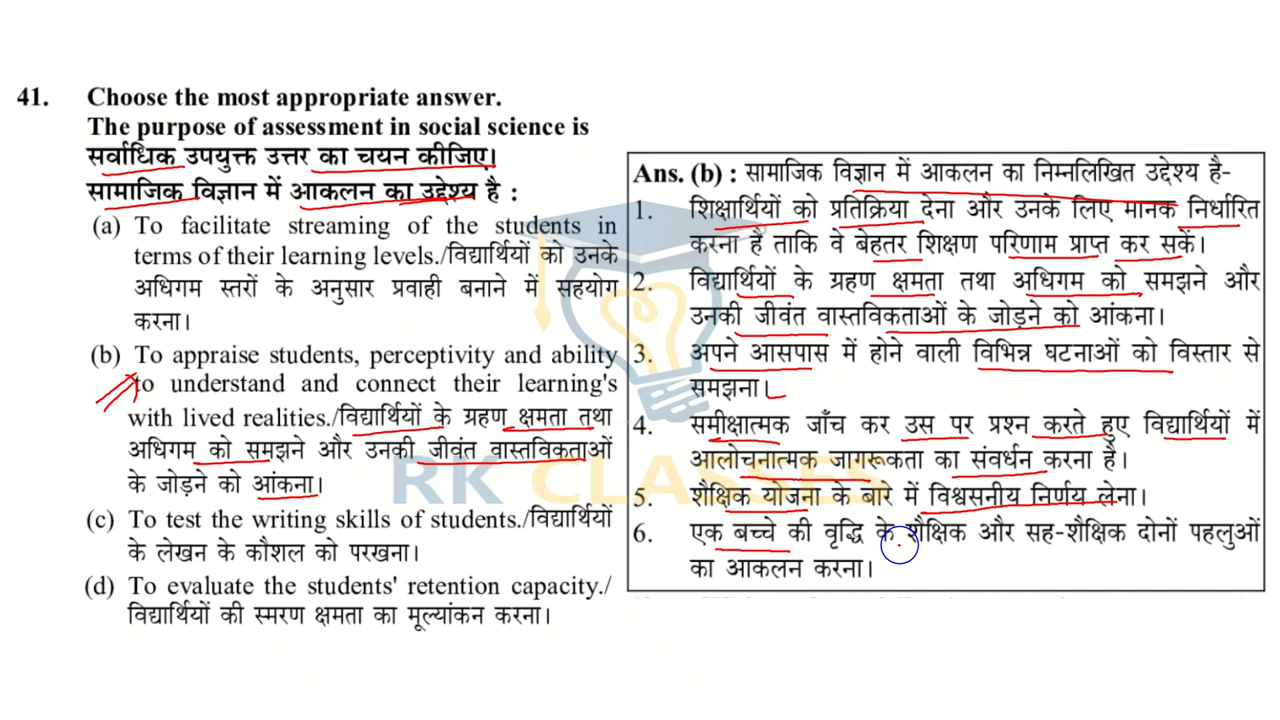 41. Choose the most appropriate answer.
The purpose of assessment in social science is
सर्वाधिक उपयुक्त उत्तर का चयन कीजिए।
सामाजिक विज्ञान में आकलन का उद्देश्य है :
(a) To facilitate streaming of the students in
terms of their learning levels./विद्यार्थियों को उनके
अधिगम स्तरों के अनुसार प्रवाही बनाने में सहयोग
करना।
(b) To appraise students, perceptivity and ability
to understand and connect their learning's
with lived realities./विद्यार्थियों के ग्रहण क्षमता तथा
अधिगम को समझने और उनकी जीवंत वास्तविकताओं
के जोड़ने को आंकना।
(c) To test the writing skills of students./विद्यार्थियों
के लेखन के कौशल को परखना।
(d) To evaluate the students' retention capacity./
विद्यार्थियों की स्मरण क्षमता का मूल्यांकन करना।
Ans. (b) : सामाजिक विज्ञान में आकलन का निम्नलिखित उद्देश्य है-
1. शिक्षार्थियों को प्रतिक्रिया देना और उनके लिए मानक निर्धारित
करना है ताकि वे बेहतर शिक्षण परिणाम प्राप्त कर सकें।
2. विद्यार्थियों के ग्रहण क्षमता तथा अधिगम को समझने और
उनकी जीवंत वास्तविकताओं के जोड़ने को आंकना।
3. अपने आसपास में होने वाली विभिन्न घटनाओं को विस्तार से
समझना।
4. समीक्षात्मक जाँच कर उस पर प्रश्न करते हुए विद्यार्थियों में
आलोचनात्मक जागरूकता का संवर्धन करना है।
5. शैक्षिक योजना के बारे में विश्वसनीय निर्णय लेना।
6. एक बच्चे की वृद्धि के शैक्षिक और सह-शैक्षिक दोनों पहलुओं
का आकलन करना।
RK CLASSES